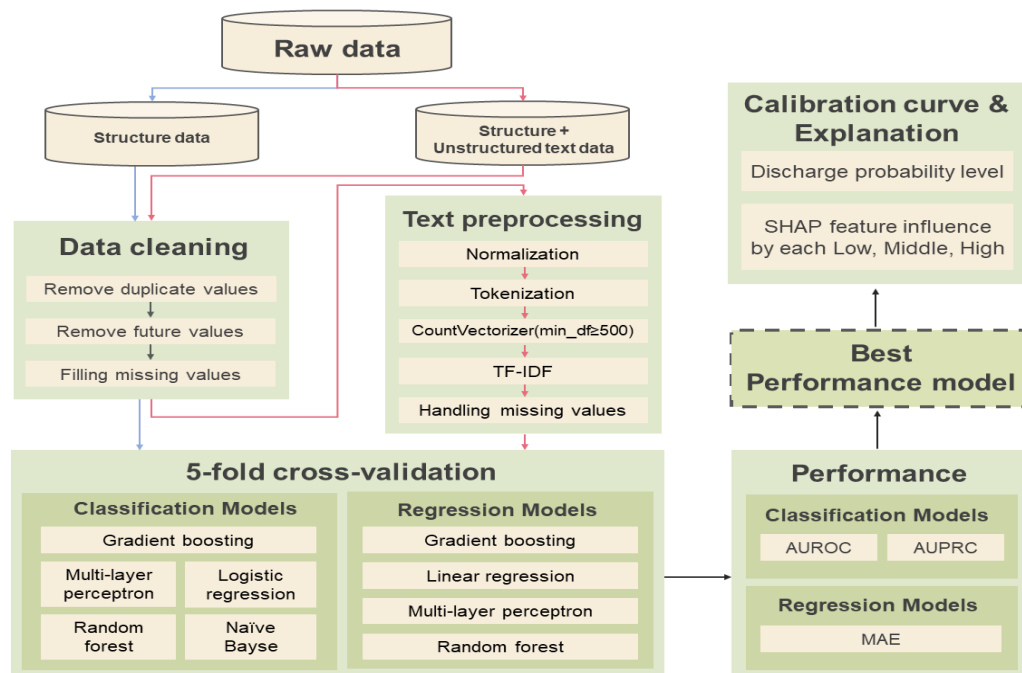 Raw data
Structure data
Structure +
Unstructured text data
Data cleaning
Remove duplicate values
Remove future values
Filling missing values
Text preprocessing
Normalization
Tokenization
CountVectorizer(min_df≥500)
TF-IDF
Handling missing values
5-fold cross-validation
Classification Models
Gradient boosting
Multi-layer
perceptron
Logistic
regression
Random
forest
Naïve
Bayse
Regression Models
Gradient boosting
Linear regression
Multi-layer perceptron
Random forest
Performance
Classification Models
AUROC
AUPRC
Regression Models
MAE
Best
Performance model
Calibration curve &
Explanation
Discharge probability level
SHAP feature influence
by each Low, Middle, High